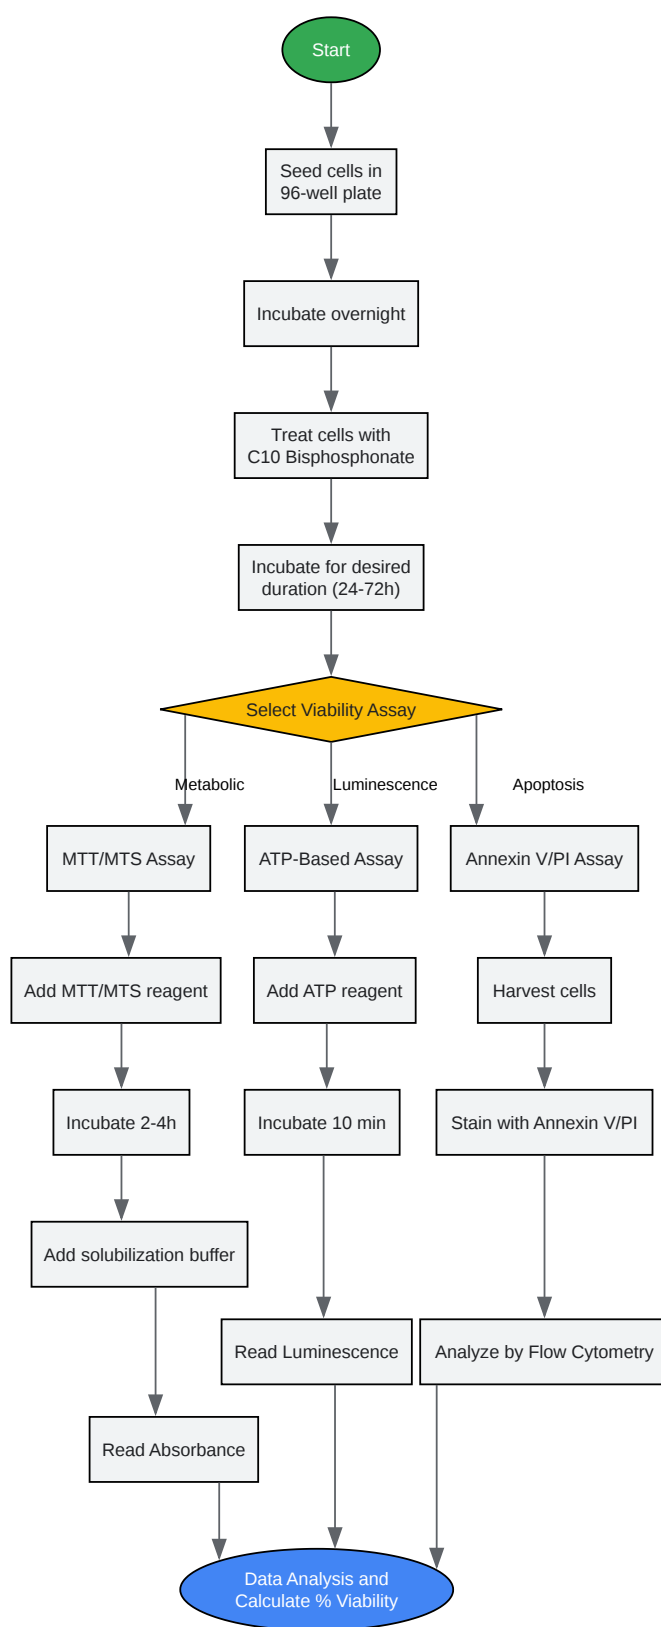 Start
Seed cells in
96-well plate
Incubate overnight
Treat cells with
C10 Bisphosphonate
Incubate for desired
duration (24-72h)
Select Viability Assay
Metabolic
Luminescence
Apoptosis
MTT/MTS Assay
ATP-Based Assay
Annexin V/PI Assay
Add MTT/MTS reagent
Add ATP reagent
Harvest cells
Incubate 2-4h
Incubate 10 min
Stain with Annexin V/PI
Add solubilization buffer
Read Luminescence
Analyze by Flow Cytometry
Read Absorbance
Data Analysis and
Calculate % Viability